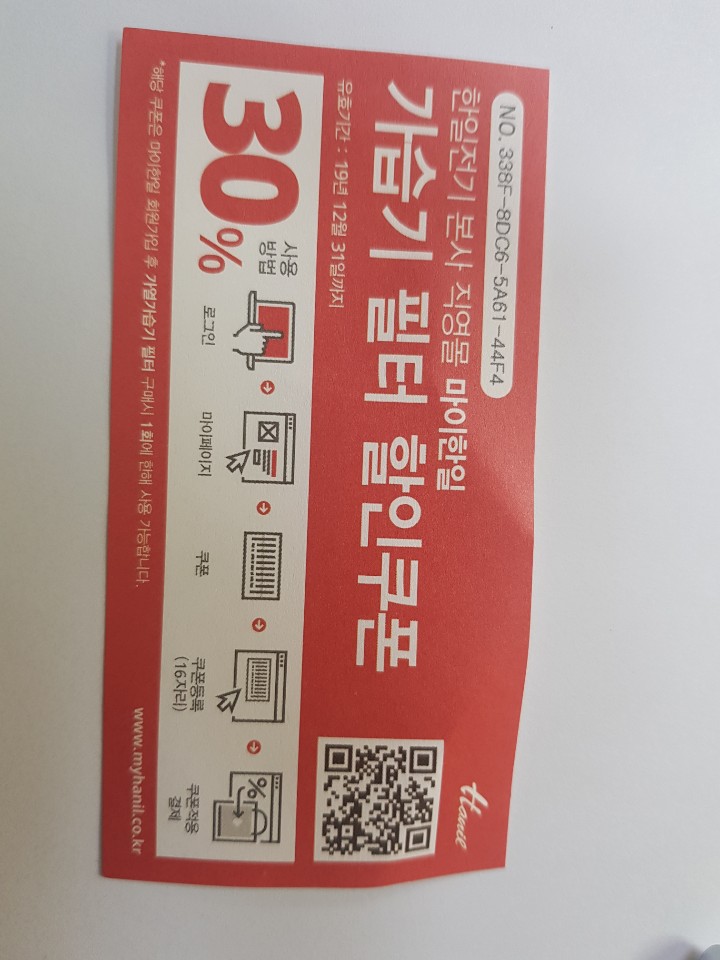 NO. 338F-8DC6-5A61-44F4
한일전기 본사 직영몰 마이한일
Hanil
가습기 필터 할인쿠폰
유효기간 : 19년 12월 31일까지
30%
사용
방법
로그인
마이페이지
쿠폰
쿠폰등록
(16자리)
%
쿠폰적용
결제
*해당 쿠폰은 마이한일 회원가입 후 가열가습기 필터 구매시 1회에 한해 사용 가능합니다.
www.myhanil.co.kr